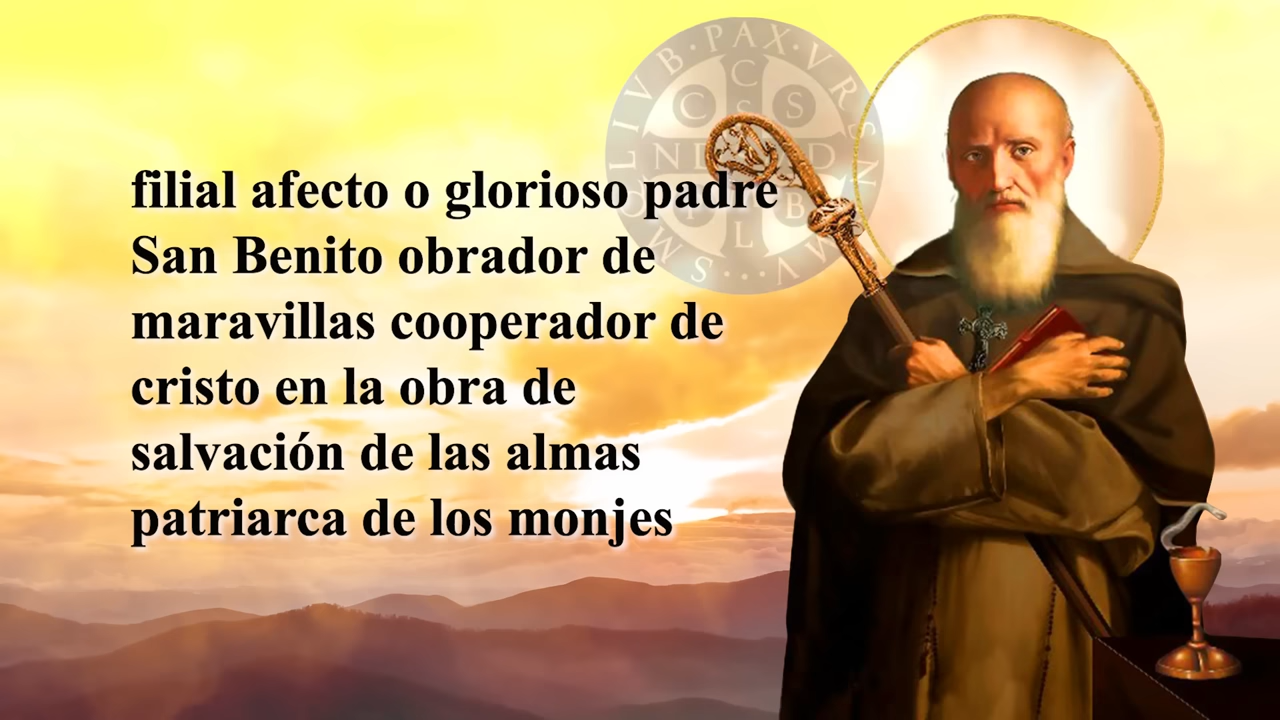 filial afecto o glorioso padre
San Benito obrador de
maravillas cooperador de
cristo en la obra de
salvación de las almas
patriarca de los monjes
PAX
C S